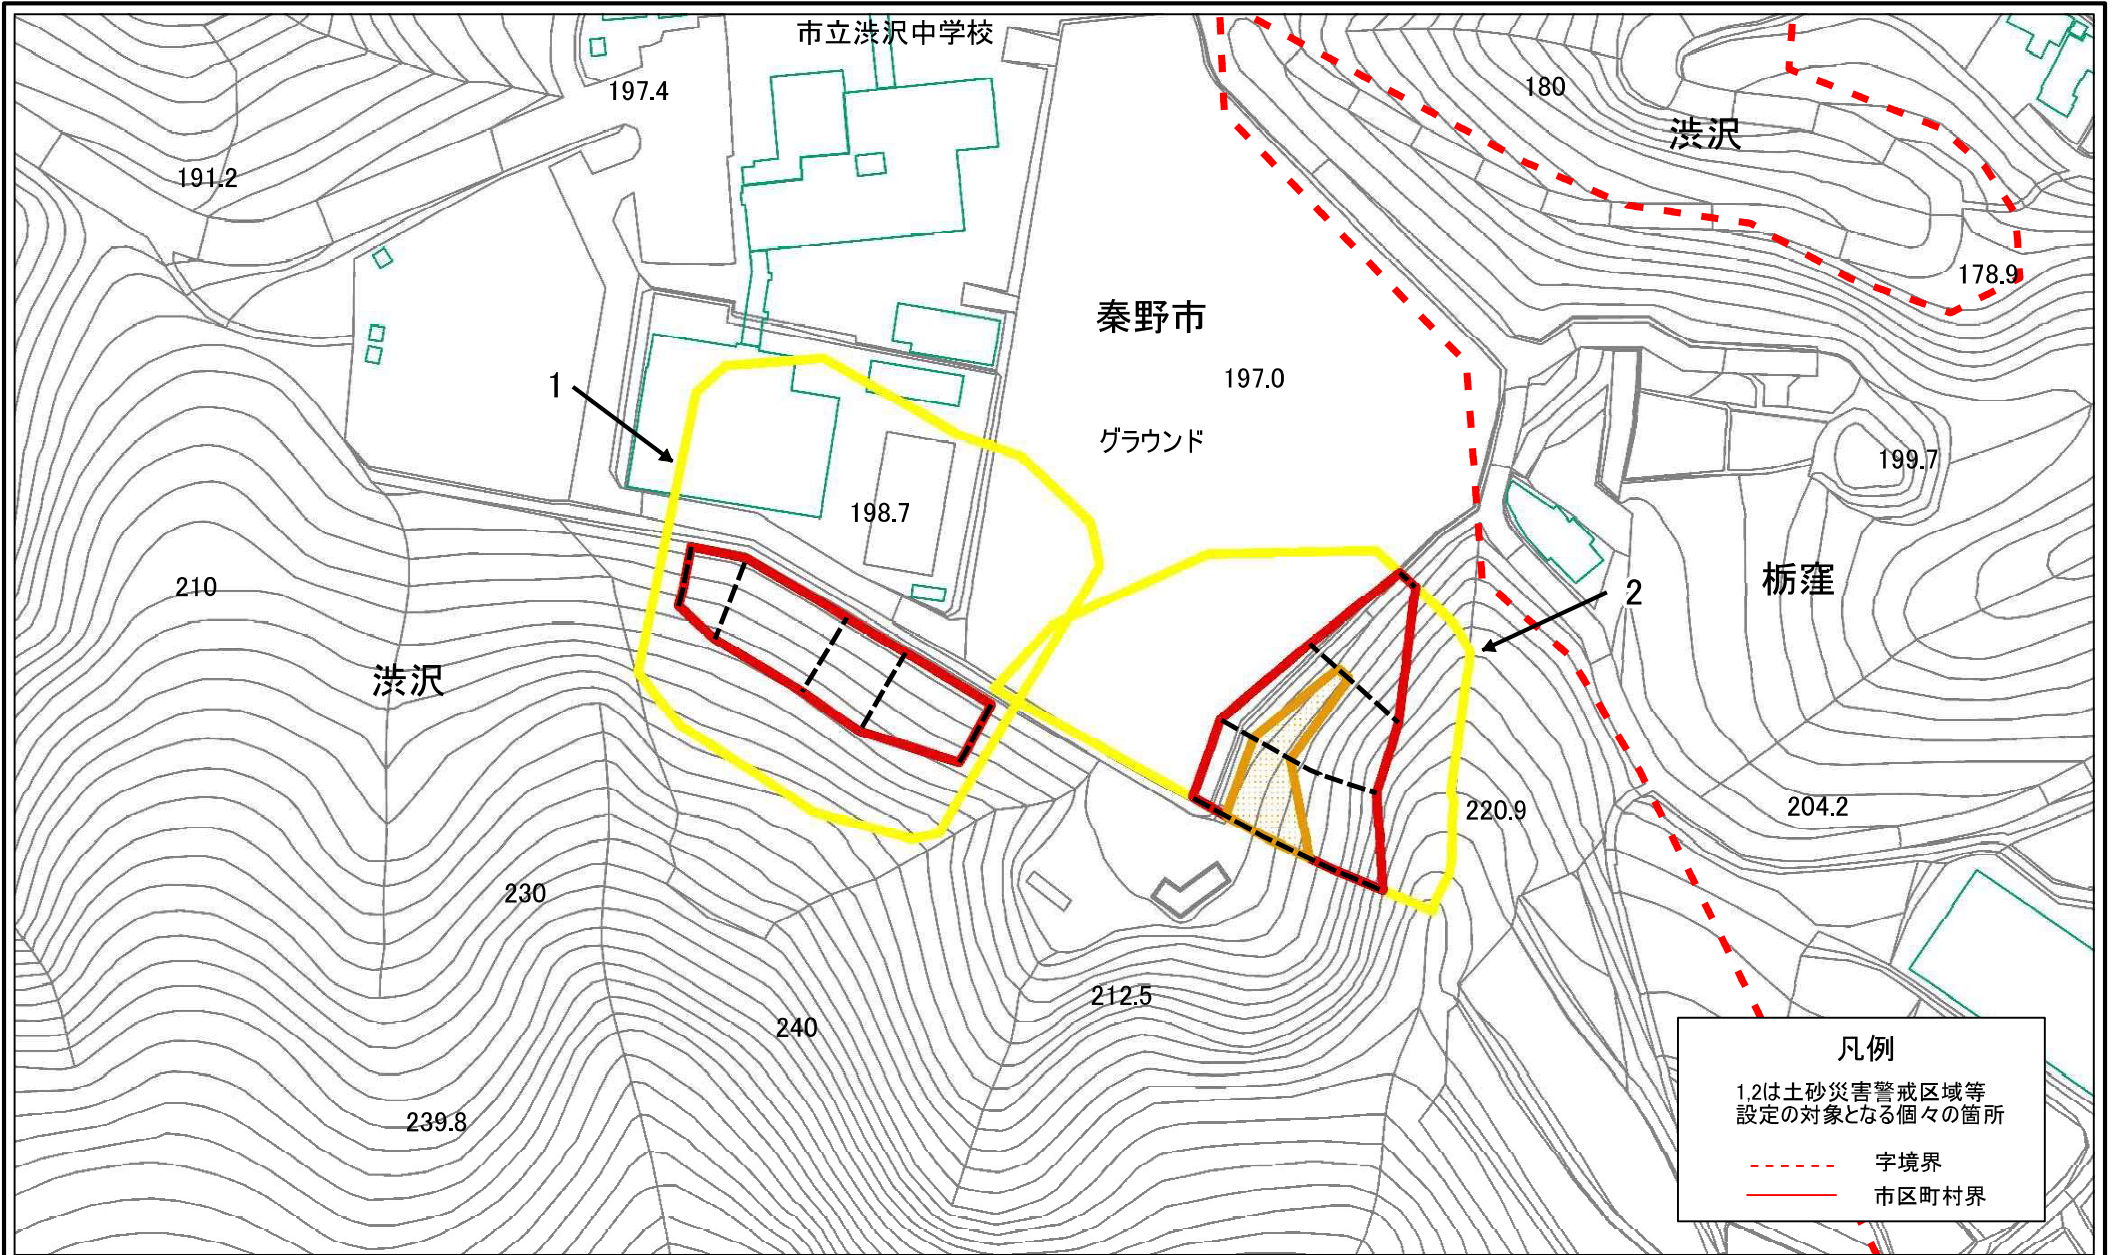 市立渋沢中学校
197.4
180
渋沢
191.2
178.9
秦野市
197.0
1
グラウンド
199.7
198.7
210
栃窪
2
渋沢
220.9
204.2
230
212.5
240
239.8
凡例
1,2は土砂災害警戒区域等
設定の対象となる個々の箇所
字境界
市区町村界